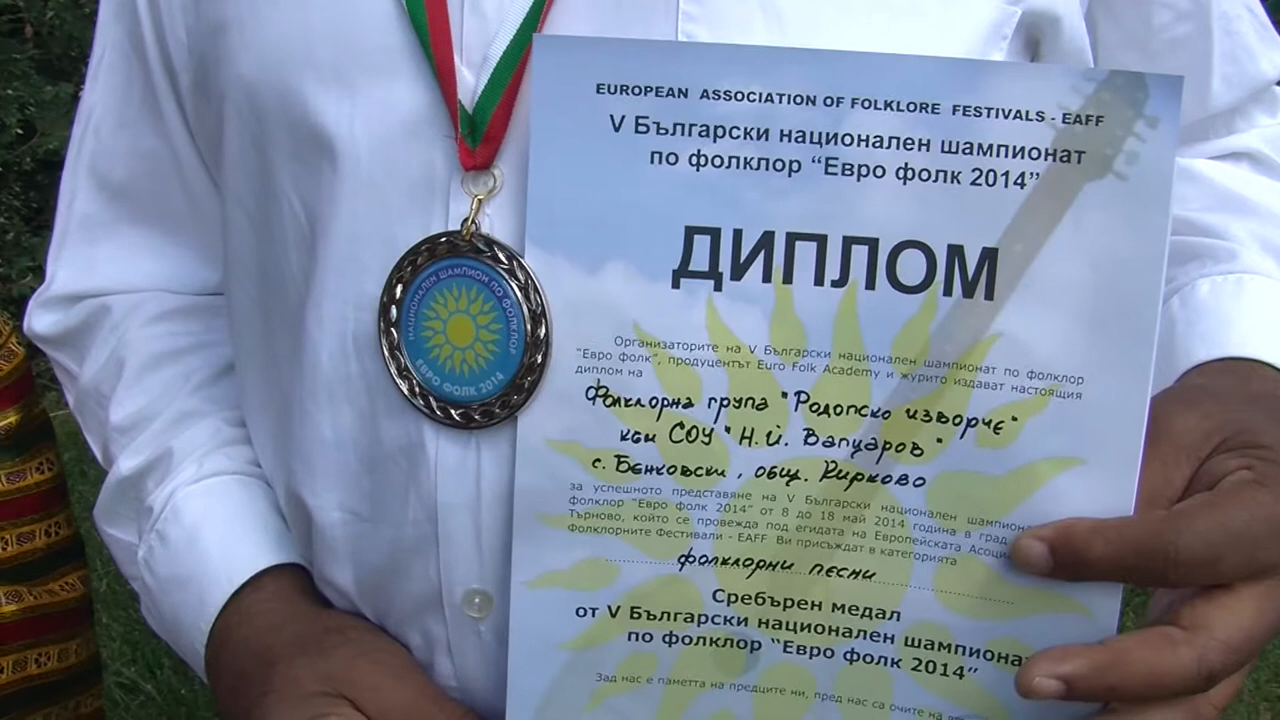 EUROPEAN ASSOCIATION OF FOLKLORE FESTIVALS - EAFF
V Български национален шампионат
по фолклор “Евро фолк 2014”
ДИПЛОМ
Организаторите на V Български национален шампионат по фолклор
“Евро фолк”, продуцентът Euro Folk Academy и журито издават настоящия
диплом на
Фолклорна група "Родопско изворче"
към СОУ "Н.Й. Вапцаров"
с. Бенковски, общ. Кирково
за успешното представяне на V Български национален
фолклор “Евро фолк 2014” от 8 до 18 май 2014 година в град
Търново, който се провежда под егидата на Европейската
Фолклорните Фестивали - EAFF Ви присъждат в категорията
фолклорни песни
Сребърен медал
от V Български национален
по фолклор “Евро фолк 2014”
Зад нас е паметта на предците ни, пред нас са очите на
НАЦИОНАЛЕН ШАМПИОН ПО ФОЛКЛОР
ЕВРО ФОЛК 2014